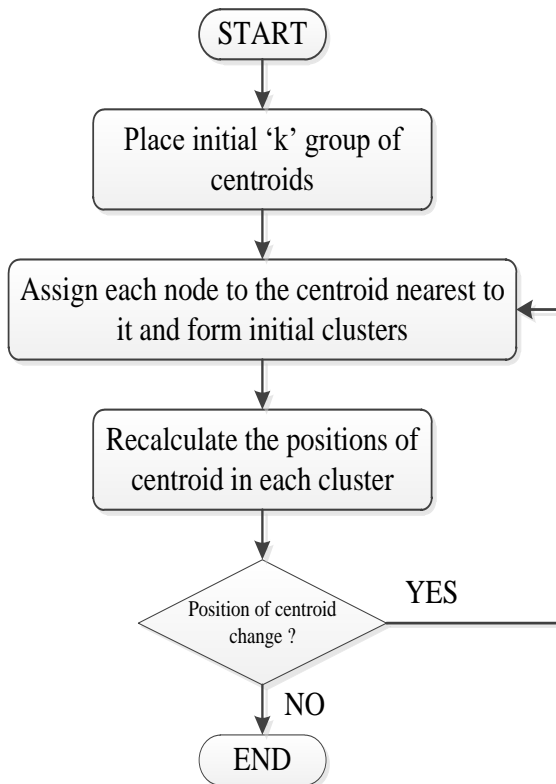 START
Place initial ‘k’ group of
centroids
Assign each node to the centroid nearest to
it and form initial clusters
Recalculate the positions of
centroid in each cluster
Position of centroid
change ?
YES
NO
END